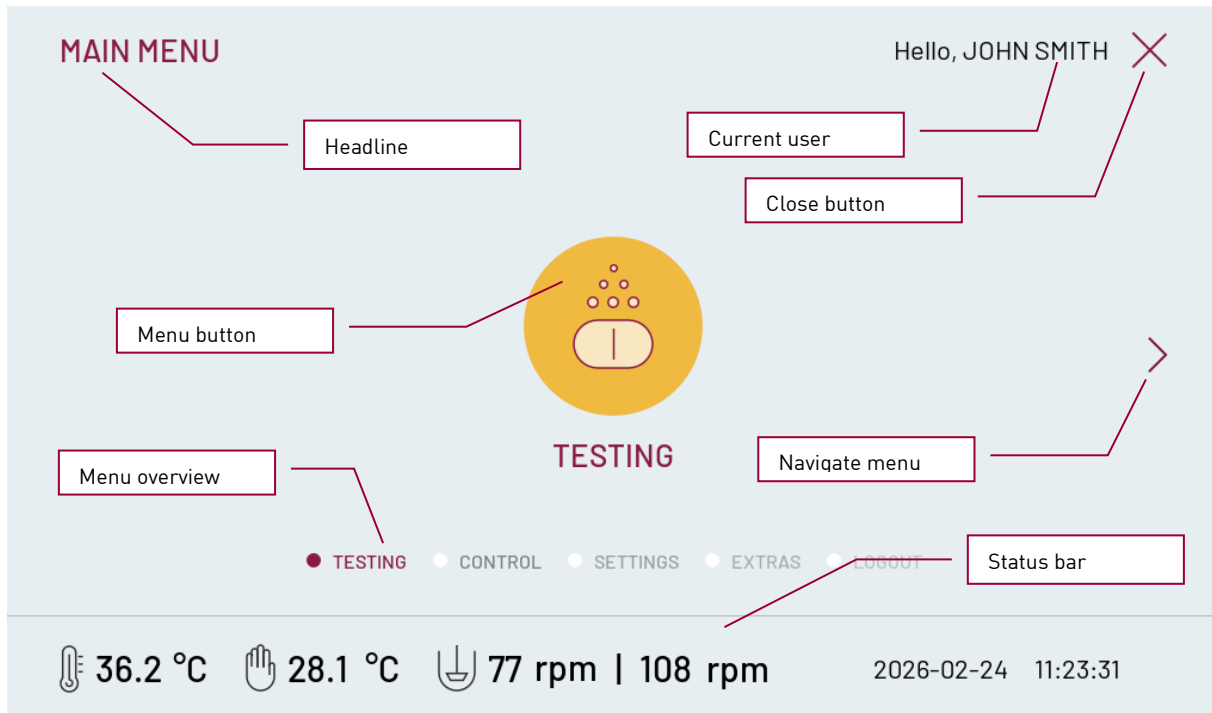 MAIN MENU
Hello, JOHN SMITH
Headline
Current user
Close button
Menu button
TESTING
Menu overview
Navigate menu
TESTING CONTROL SETTINGS EXTRAS LOGOUT
Status bar
36.2 °C 28.1 °C 77 rpm | 108 rpm 2026-02-24 11:23:31